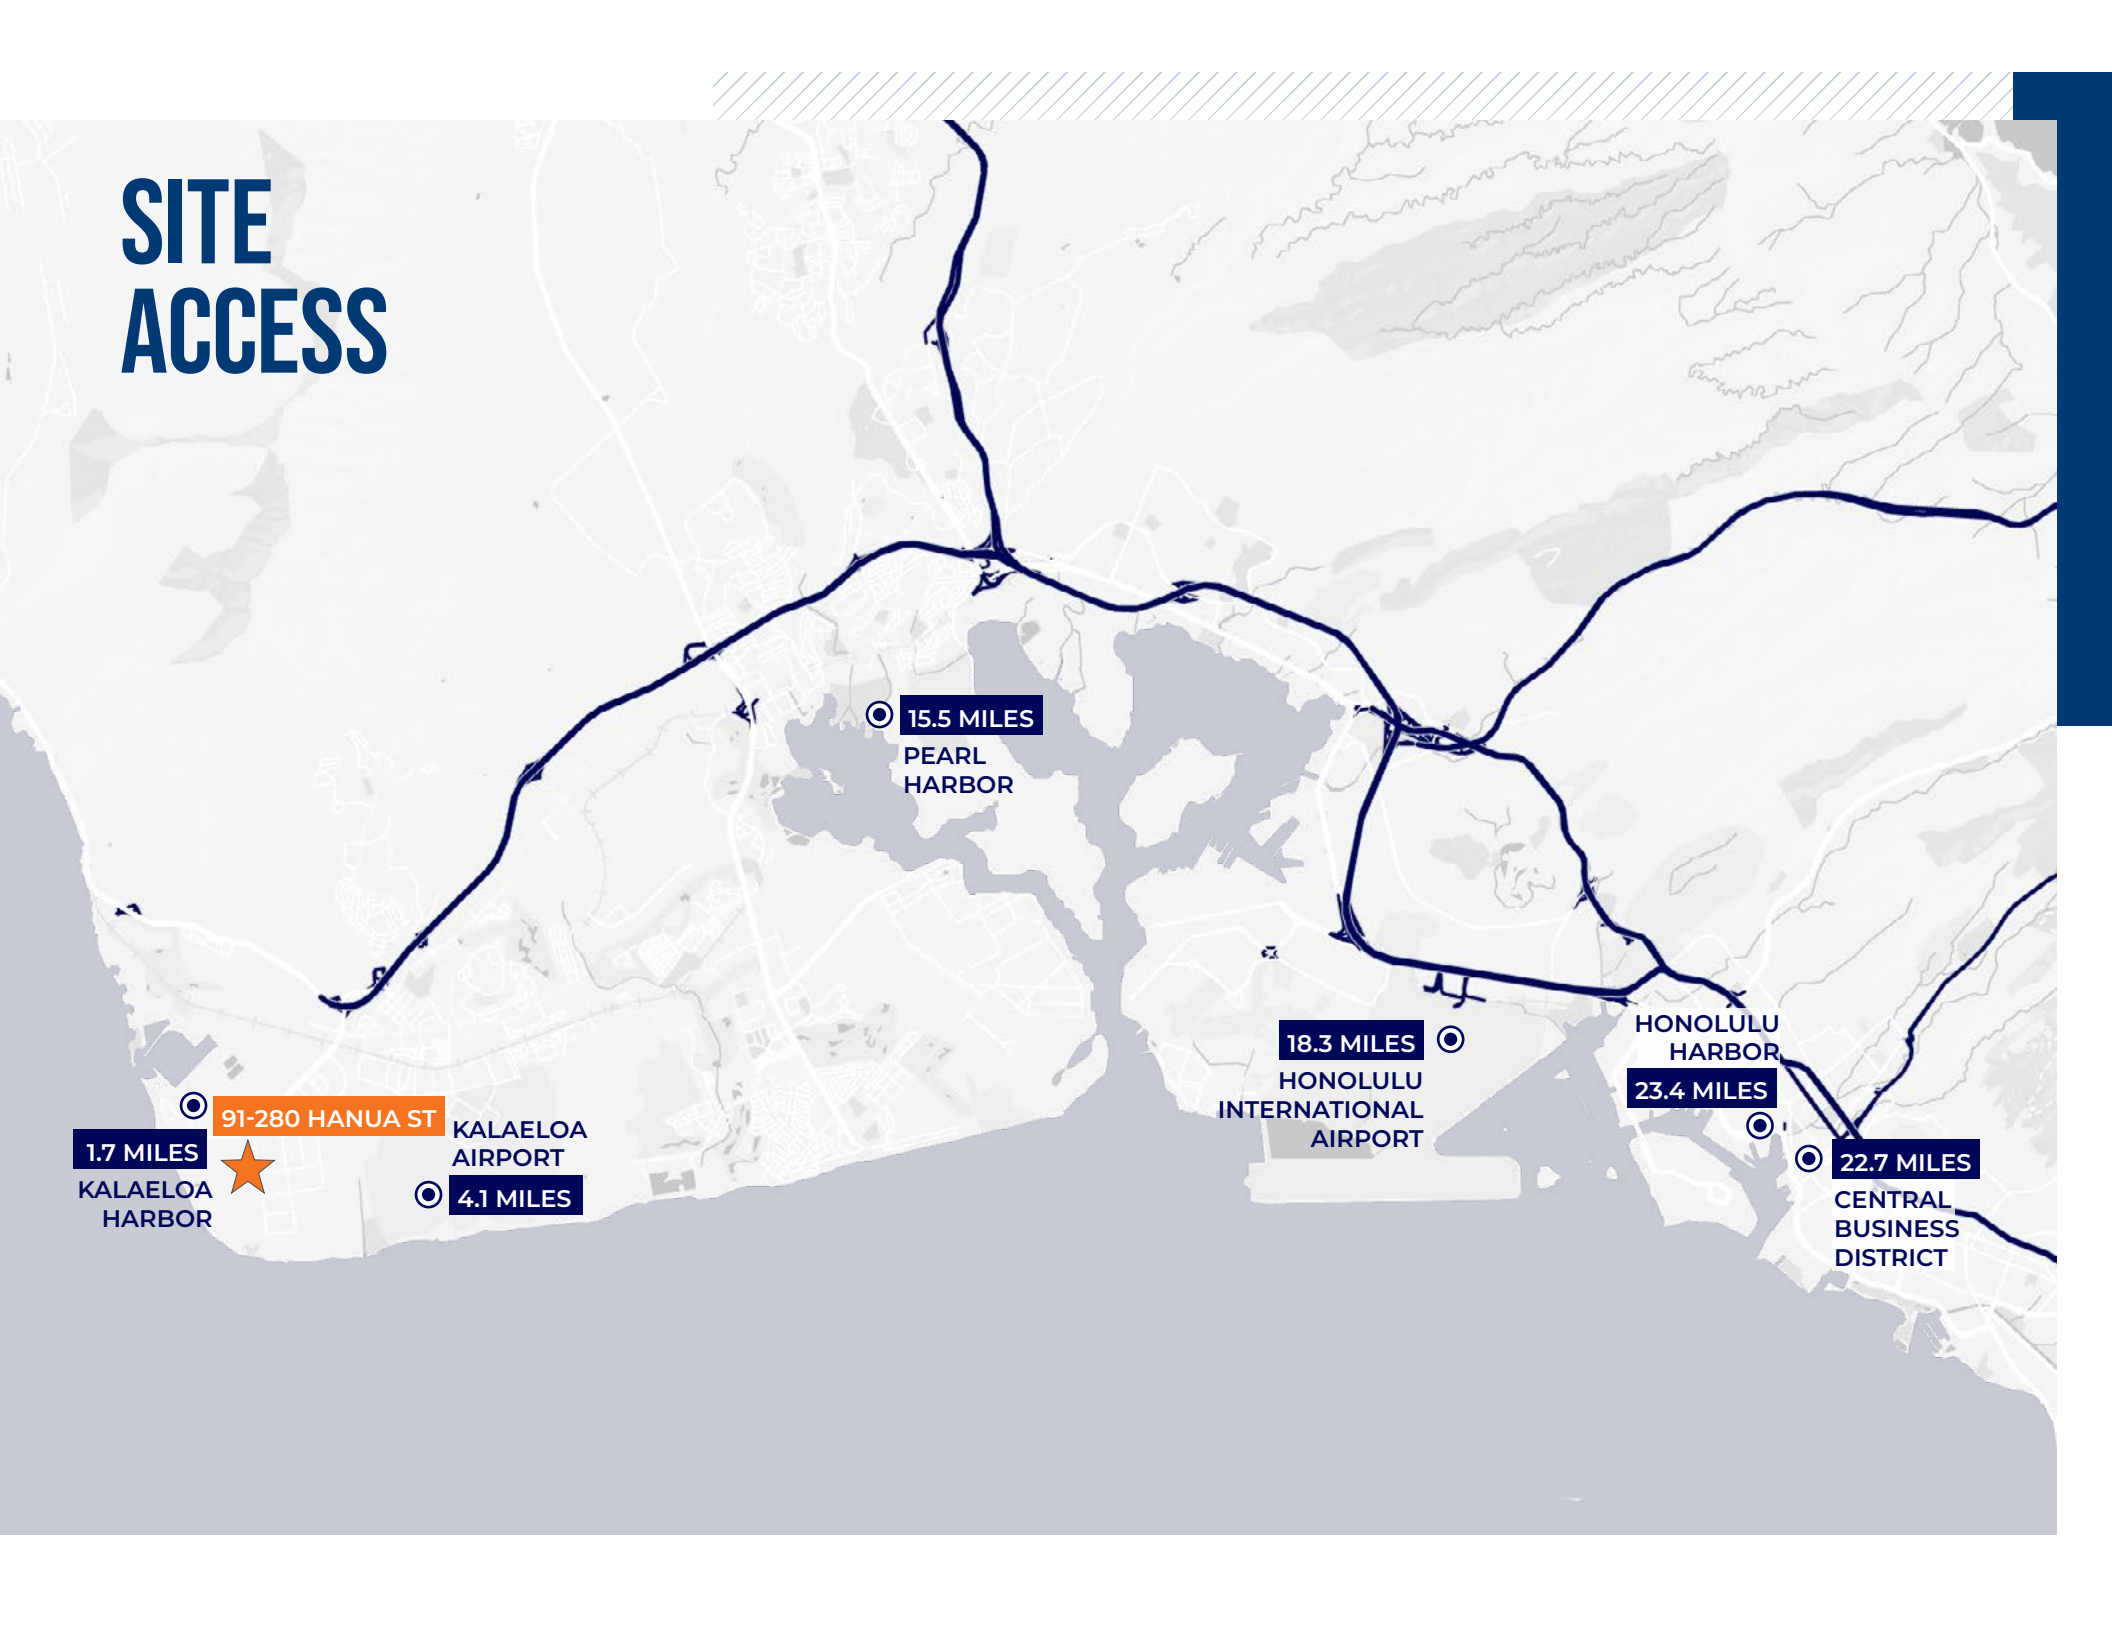 SITE
ACCESS
15.5 MILES
PEARL
HARBOR
91-280 HANUA ST
1.7 MILES
KALAELOA
HARBOR
KALAELOA
AIRPORT
4.1 MILES
18.3 MILES
HONOLULU
INTERNATIONAL
AIRPORT
HONOLULU
HARBOR
23.4 MILES
22.7 MILES
CENTRAL
BUSINESS
DISTRICT